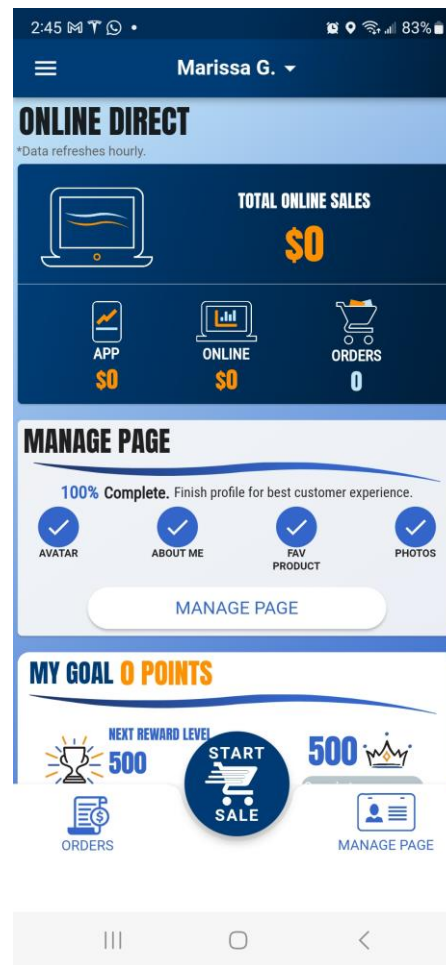 2:45
83%
Marissa G.
ONLINE DIRECT
*Data refreshes hourly.
TOTAL ONLINE SALES
$0
APP
$0
ONLINE
$0
ORDERS
0
MANAGE PAGE
100% Complete. Finish profile for best customer experience.
AVATAR
ABOUT ME
FAV
PRODUCT
PHOTOS
MANAGE PAGE
MY GOAL 0 POINTS
NEXT REWARD LEVEL
500
500
START
SALE
ORDERS
MANAGE PAGE